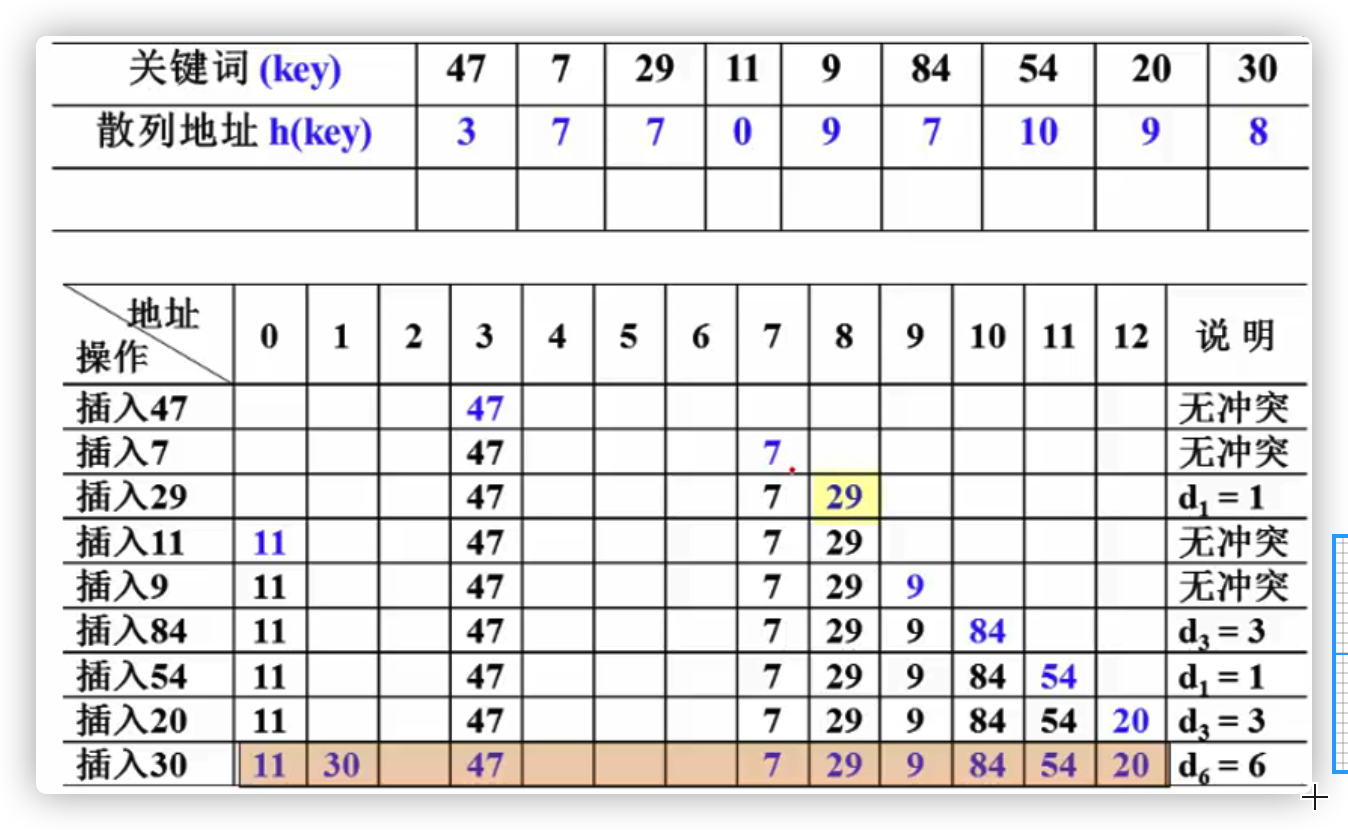 关键词 (key) 47 7 29 11 9 84 54 20 30
散列地址 h(key) 3 7 7 0 9 7 10 9 8
地址
操作 0 1 2 3 4 5 6 7 8 9 10 11 12 说 明
插入47 47 无冲突
插入7 47 7 无冲突
插入29 47 7 29 d₁ = 1
插入11 11 47 7 29 无冲突
插入9 11 47 7 29 9 无冲突
插入84 11 47 7 29 9 84 d₃ = 3
插入54 11 47 7 29 9 84 54 d₁ = 1
插入20 11 47 7 29 9 84 54 20 d₃ = 3
插入30 11 30 47 7 29 9 84 54 20 d₆ = 6